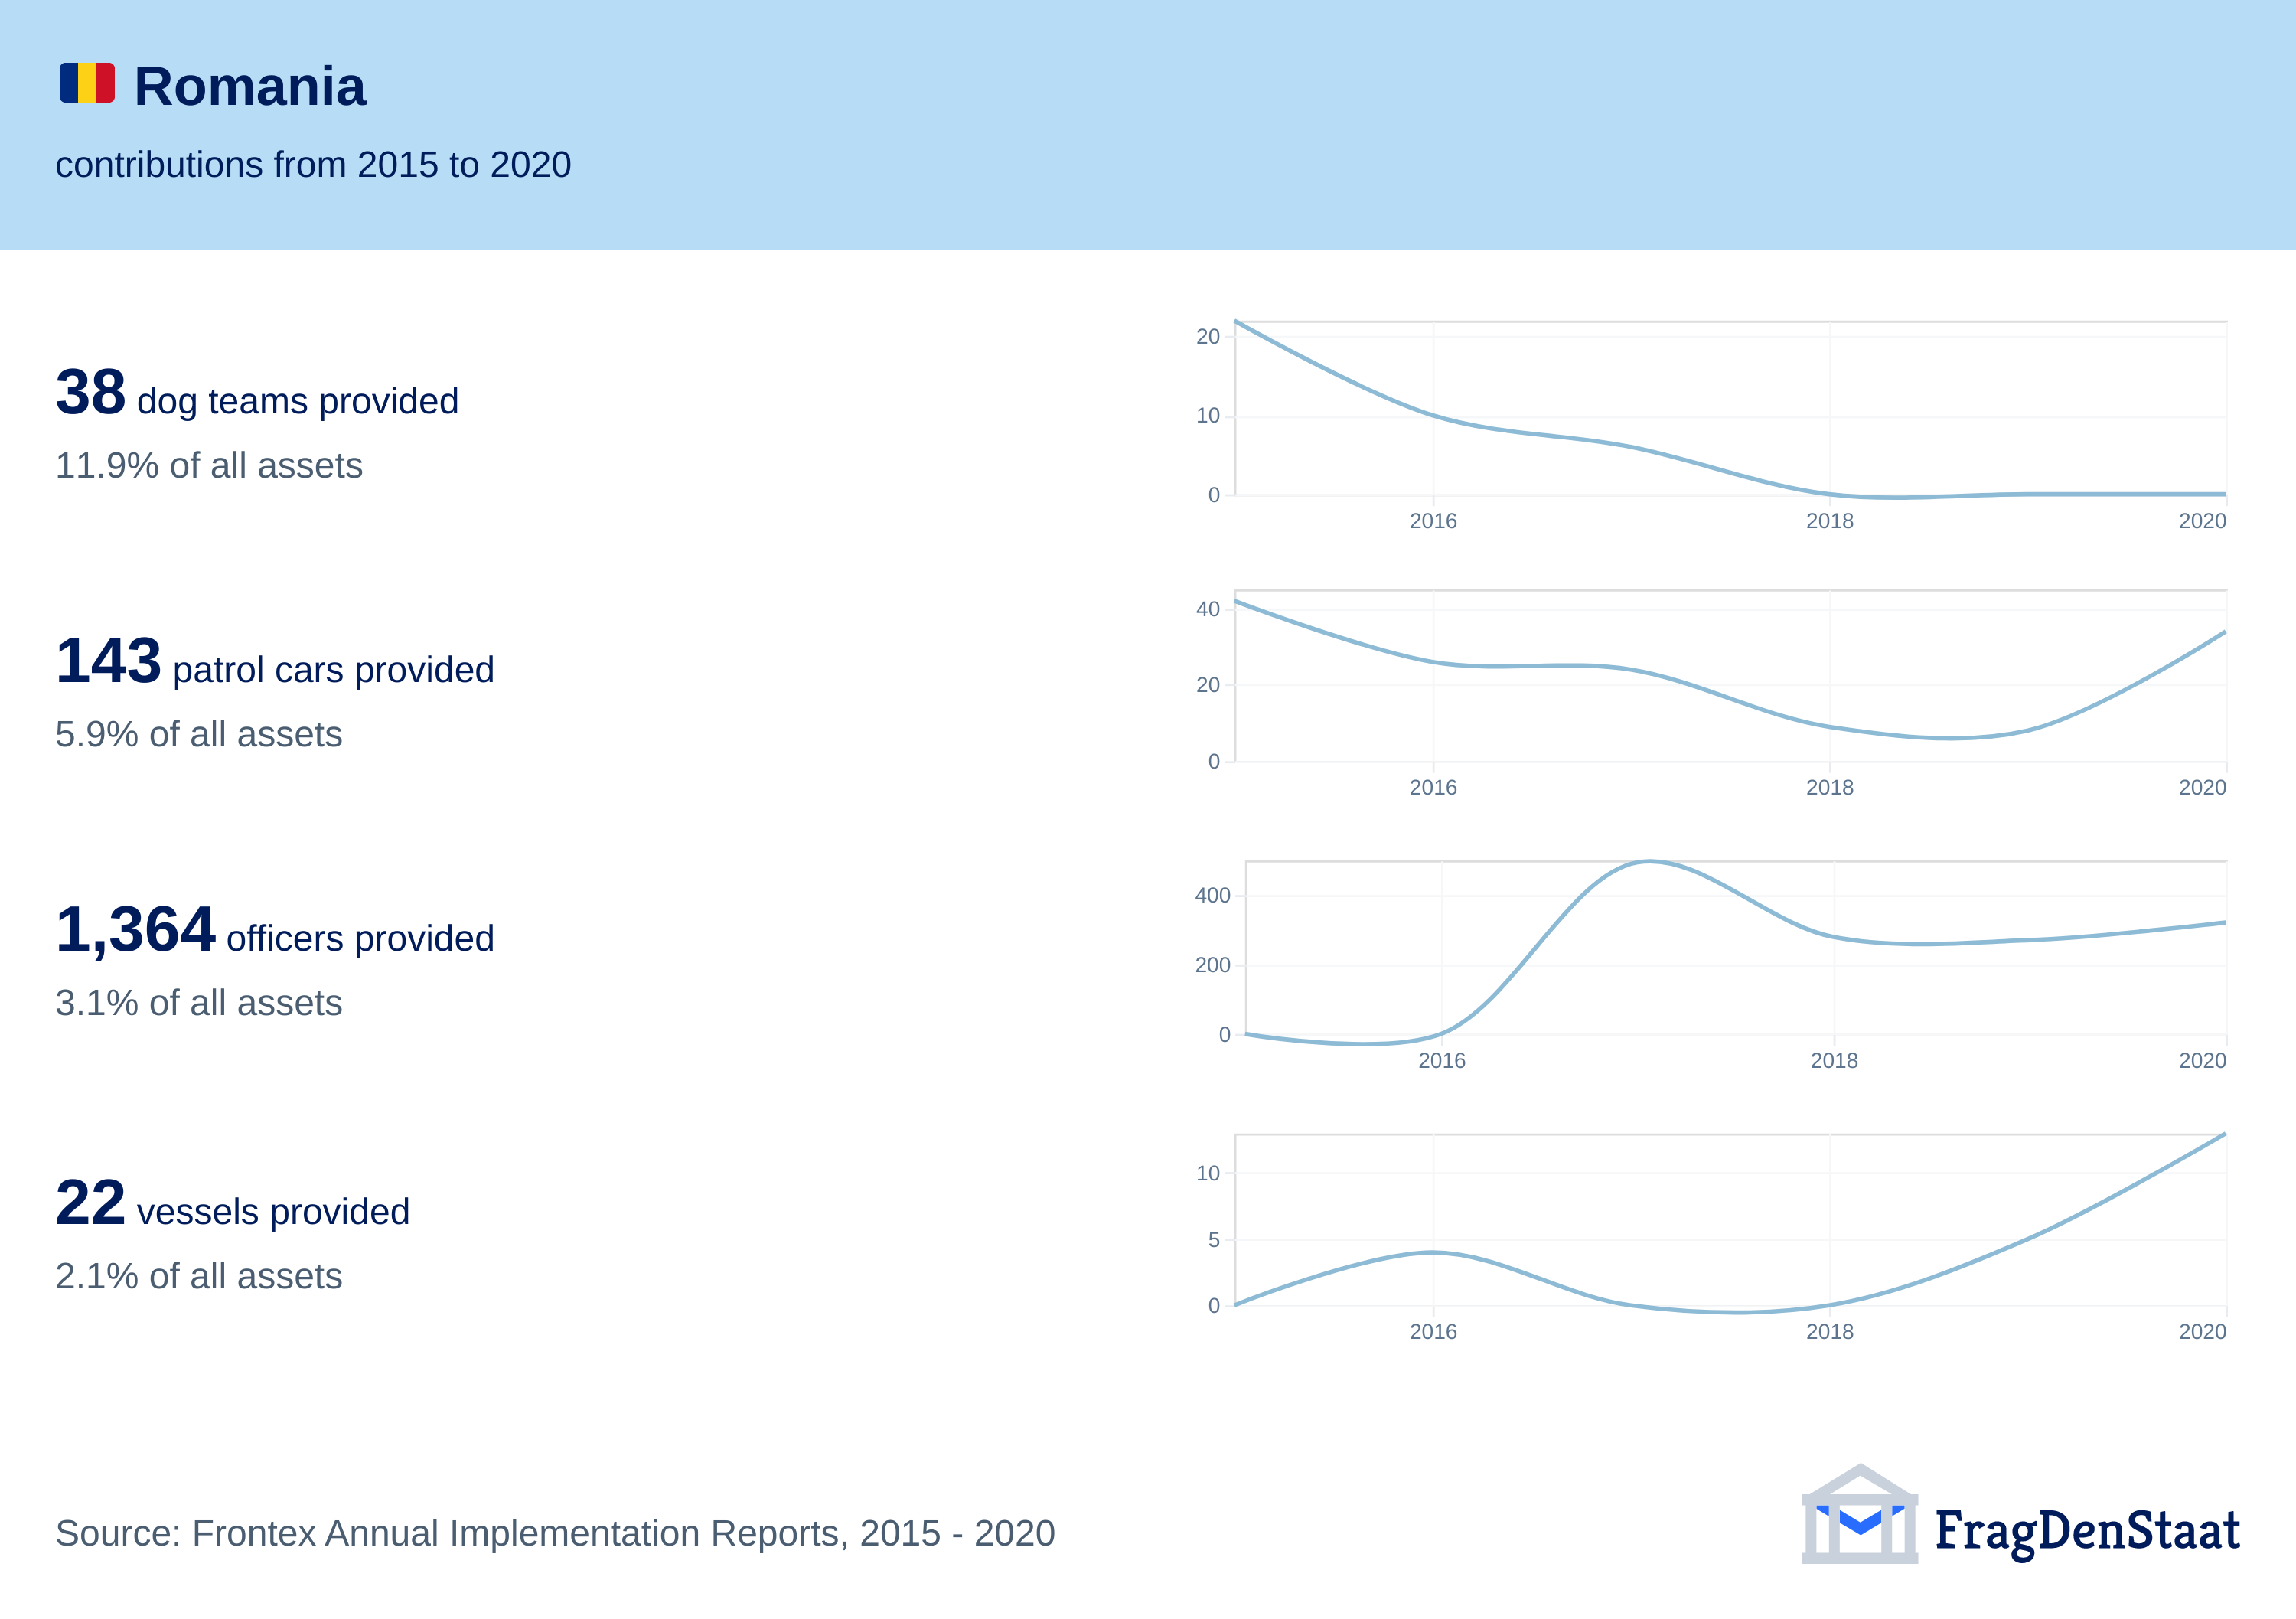 Romania
contributions from 2015 to 2020
38 dog teams provided
11.9% of all assets
20
10
0
2016 2018 2020
143 patrol cars provided
5.9% of all assets
40
20
0
2016 2018 2020
1,364 officers provided
3.1% of all assets
400
200
0
2016 2018 2020
22 vessels provided
2.1% of all assets
10
5
0
2016 2018 2020
Source: Frontex Annual Implementation Reports, 2015 - 2020
FragDenStaat